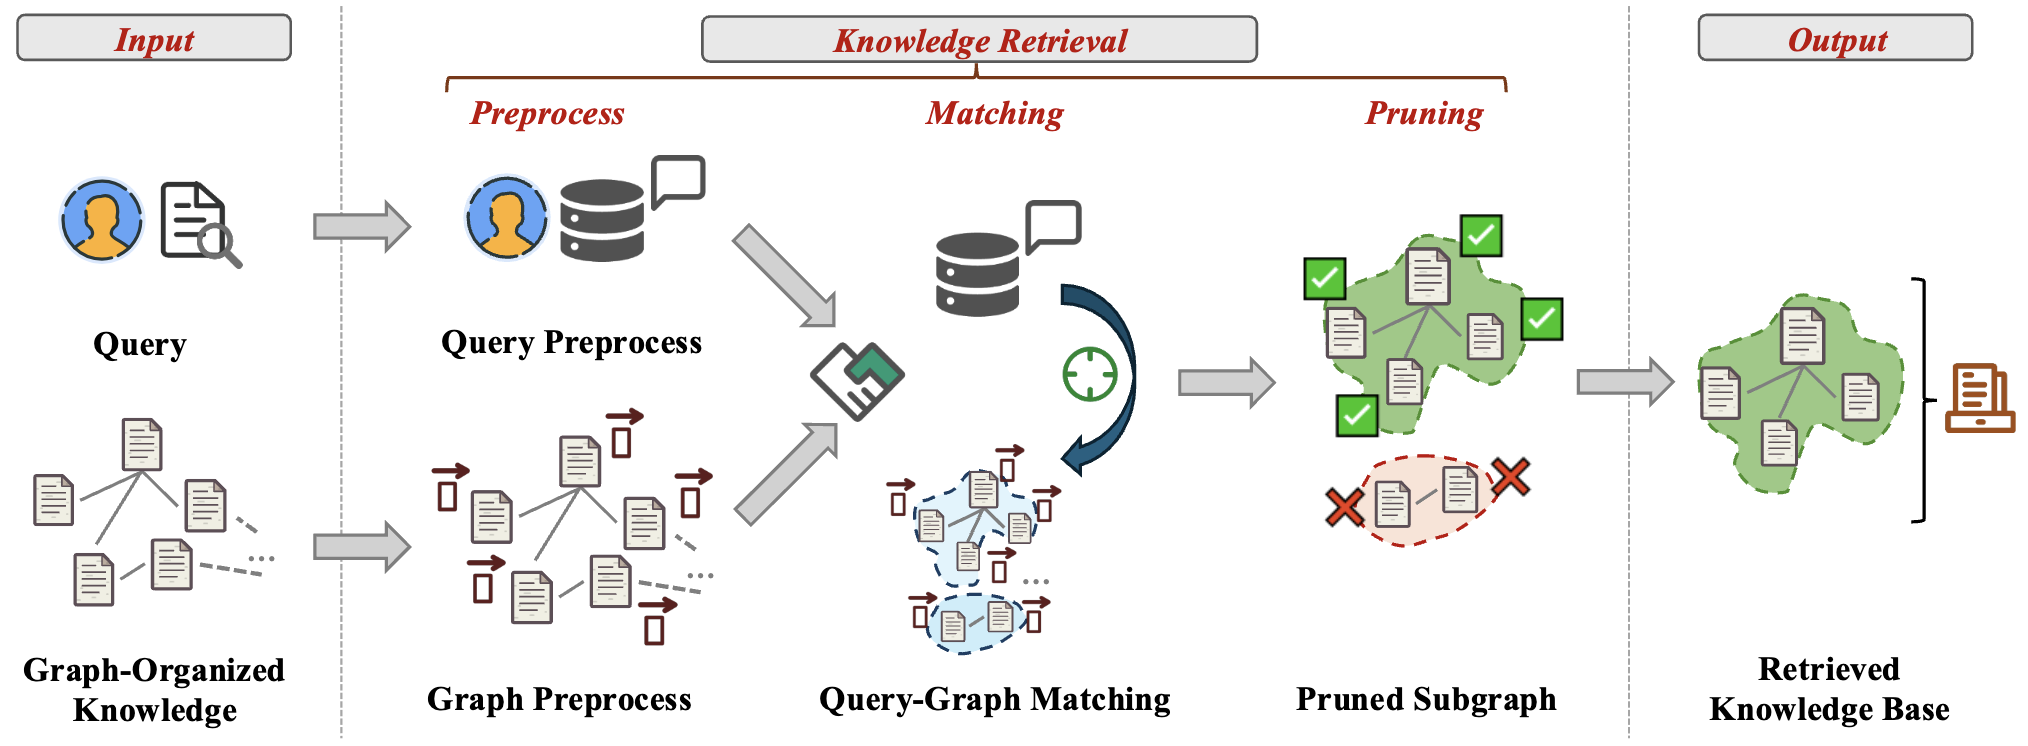 Input
Knowledge Retrieval
Output
Preprocess
Matching
Pruning
Query
Query Preprocess
Graph-Organized
Knowledge
Graph Preprocess
Query-Graph Matching
Pruned Subgraph
Retrieved
Knowledge Base